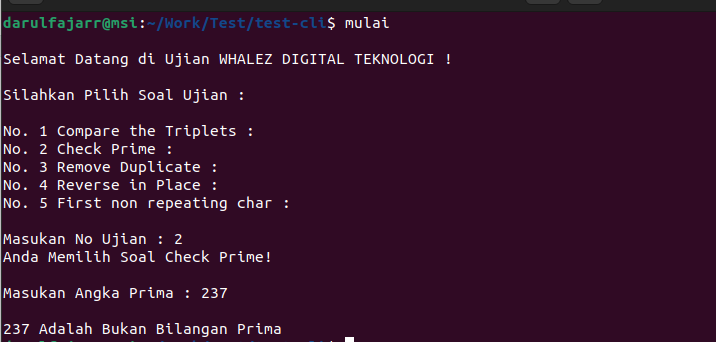 darulfajarr@msi:~/Work/Test/test-cli$ mulai
Selamat Datang di Ujian WHALEZ DIGITAL TEKNOLOGI !
Silahkan Pilih Soal Ujian :
No. 1 Compare the Triplets :
No. 2 Check Prime :
No. 3 Remove Duplicate :
No. 4 Reverse in Place :
No. 5 First non repeating char :
Masukan No Ujian : 2
Anda Memilih Soal Check Prime!
Masukan Angka Prima : 237
237 Adalah Bukan Bilangan Prima